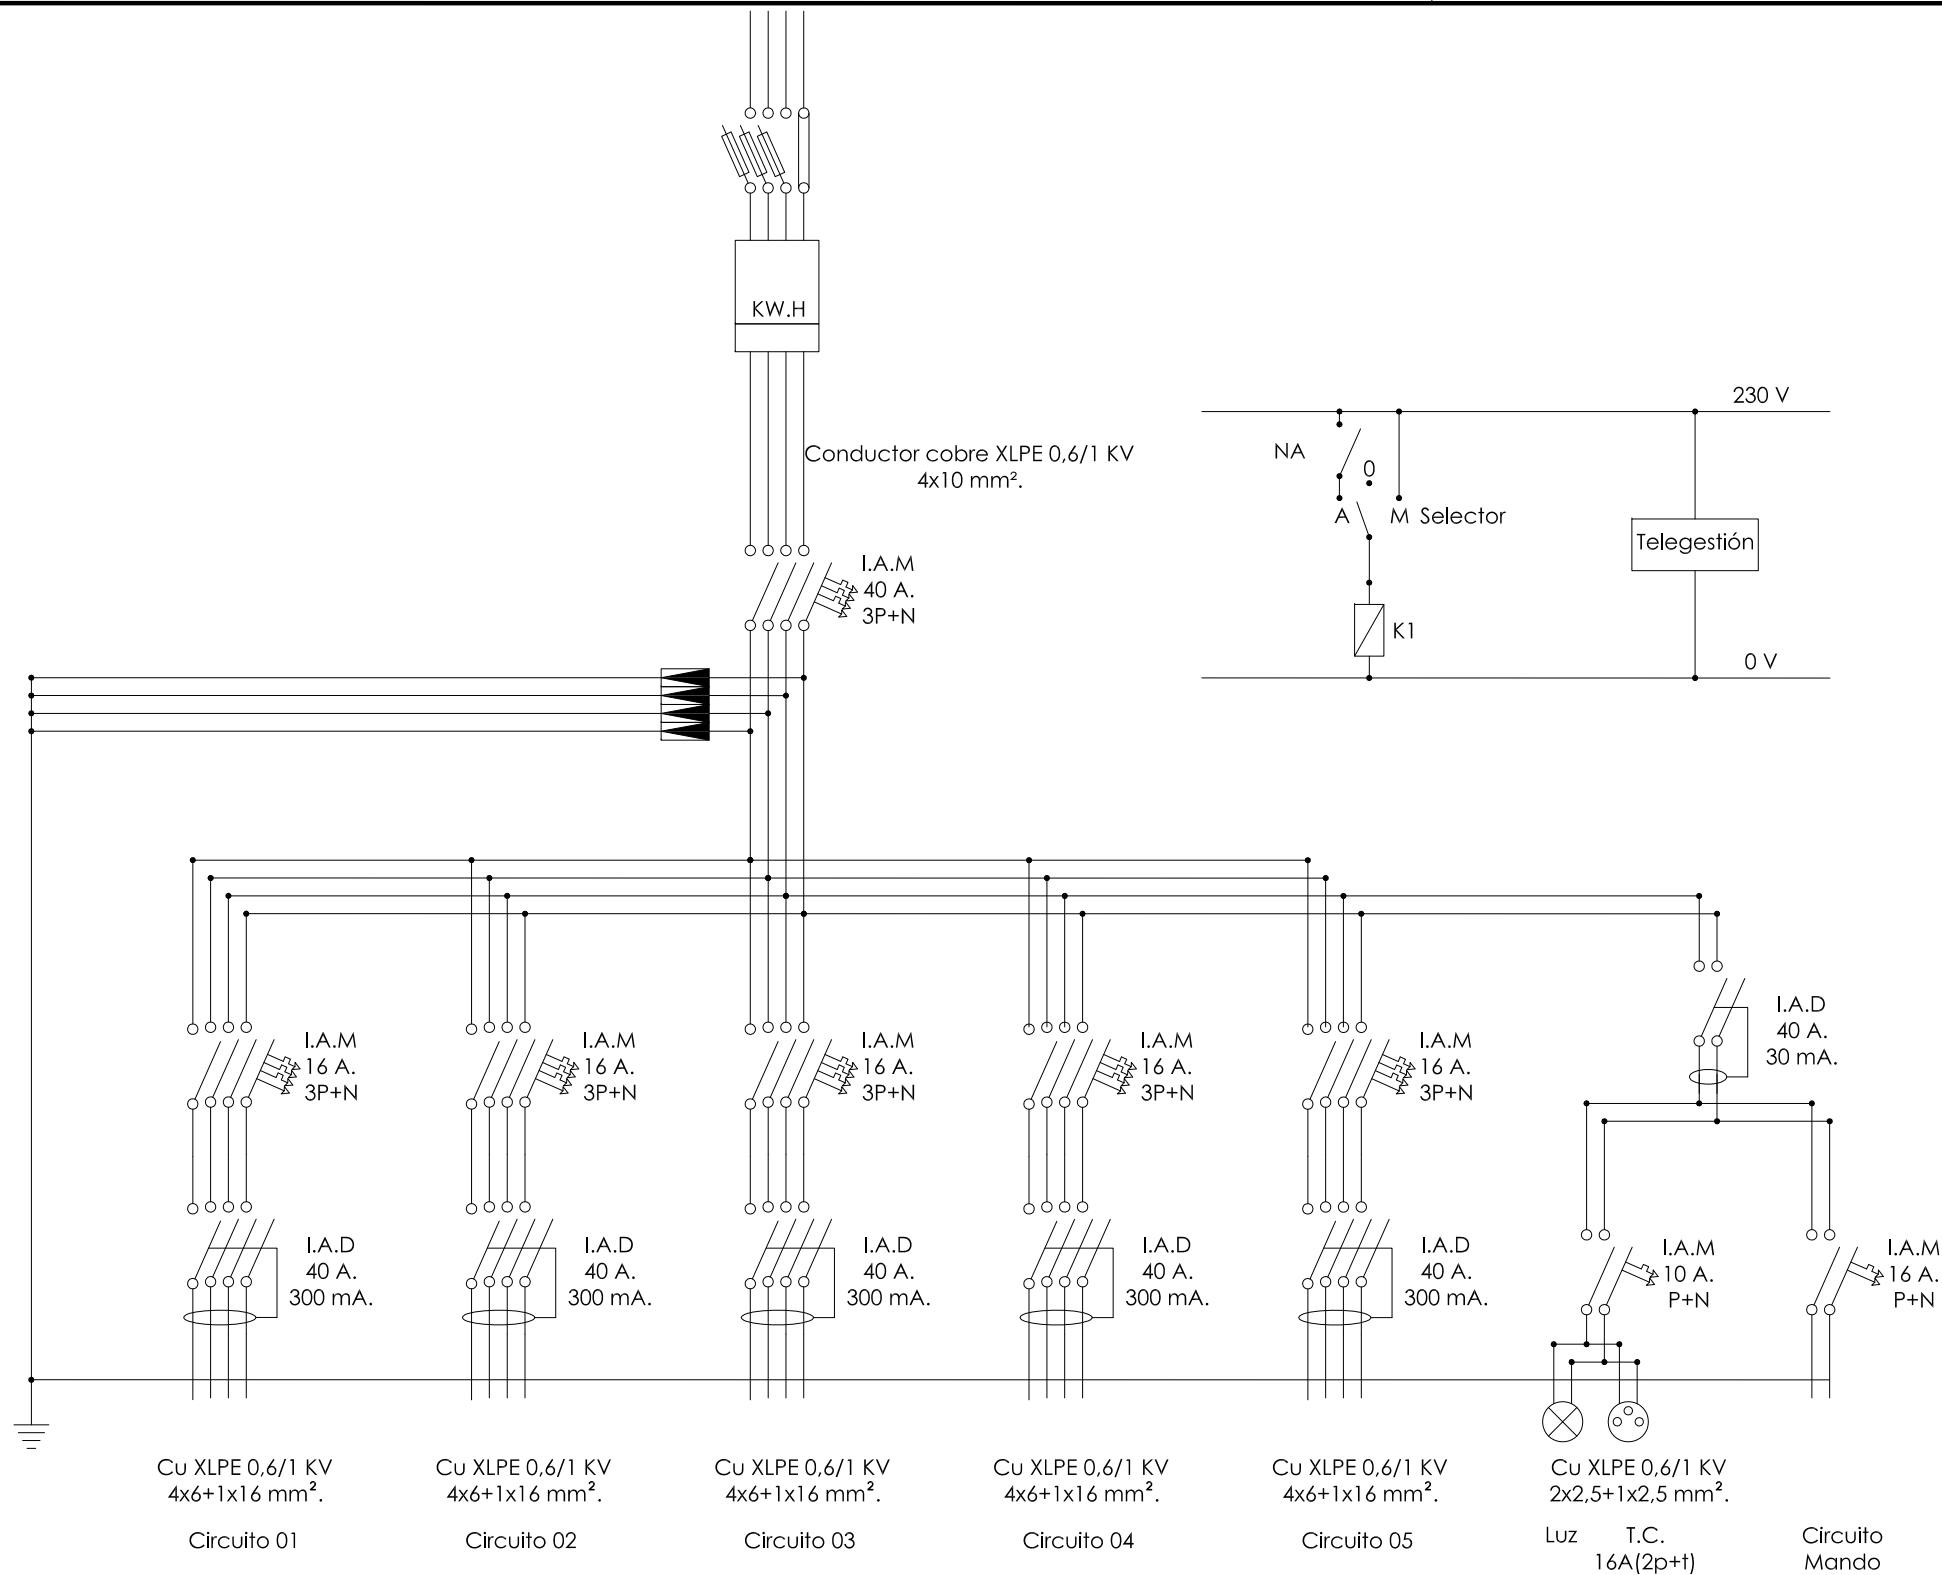 KW.H
Conductor cobre XLPE 0,6/1 KV
4x10 mm².
230 V
NA
0
A
M Selector
Telegestión
K1
0 V
I.A.M
40 A.
3P+N
I.A.M
16 A.
3P+N
I.A.M
16 A.
3P+N
I.A.M
16 A.
3P+N
I.A.M
16 A.
3P+N
I.A.M
16 A.
3P+N
I.A.D
40 A.
30 mA.
I.A.D
40 A.
300 mA.
I.A.D
40 A.
300 mA.
I.A.D
40 A.
300 mA.
I.A.D
40 A.
300 mA.
I.A.D
40 A.
300 mA.
I.A.M
10 A.
P+N
I.A.M
16 A.
P+N
Cu XLPE 0,6/1 KV
4x6+1x16 mm².
Circuito 01
Cu XLPE 0,6/1 KV
4x6+1x16 mm².
Circuito 02
Cu XLPE 0,6/1 KV
4x6+1x16 mm².
Circuito 03
Cu XLPE 0,6/1 KV
4x6+1x16 mm².
Circuito 04
Cu XLPE 0,6/1 KV
4x6+1x16 mm².
Circuito 05
Cu XLPE 0,6/1 KV
2x2,5+1x2,5 mm².
Luz
T.C.
16A(2p+t)
Circuito
Mando